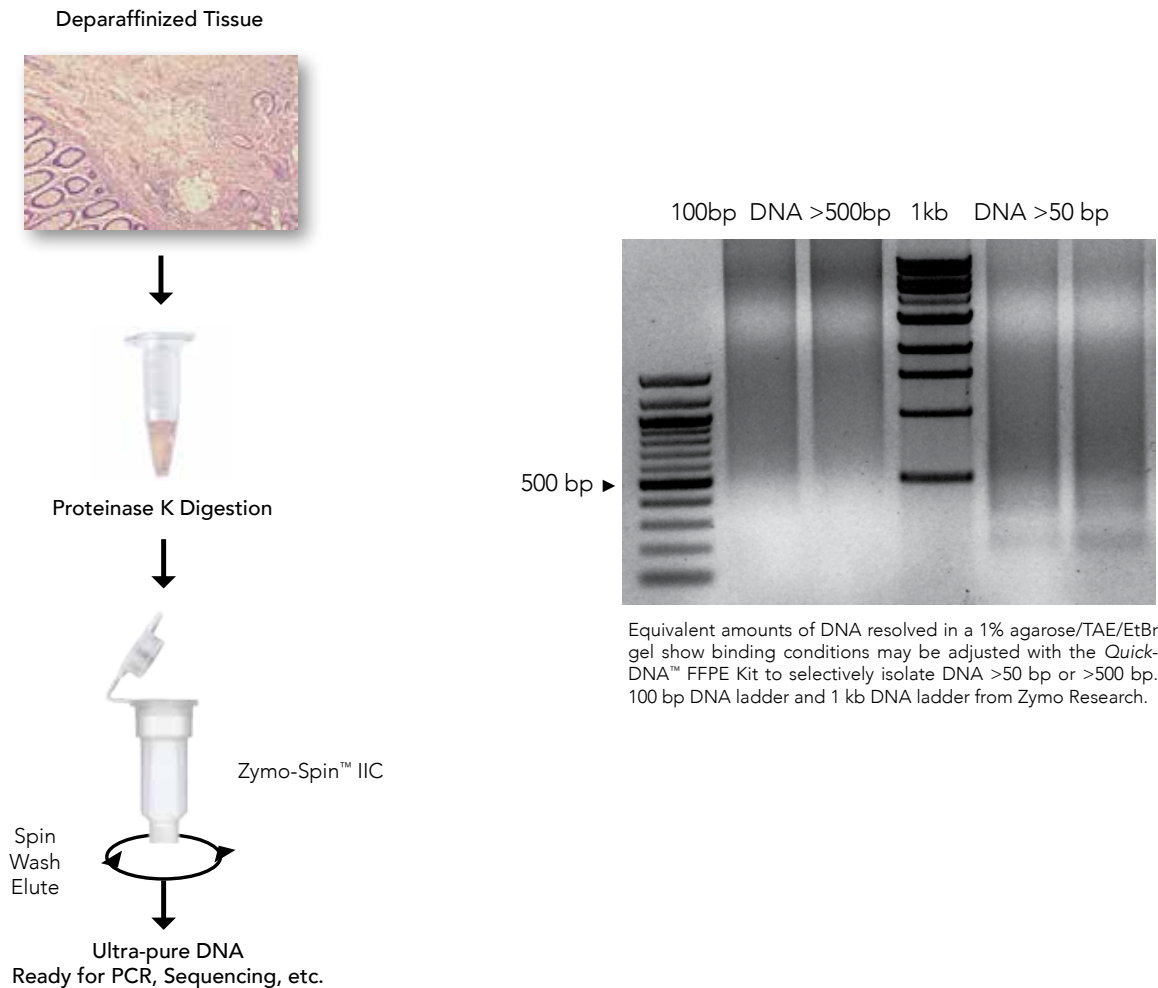 Deparaffinized Tissue
Proteinase K Digestion
Zymo-Spin™ IIC
Spin
Wash
Elute
Ultra-pure DNA
Ready for PCR, Sequencing, etc.
100bp DNA >500bp 1kb DNA >50 bp
500 bp ►
Equivalent amounts of DNA resolved in a 1% agarose/TAE/EtBr
gel show binding conditions may be adjusted with the Quick-
DNA™ FFPE Kit to selectively isolate DNA >50 bp or >500 bp.
100 bp DNA ladder and 1 kb DNA ladder from Zymo Research.